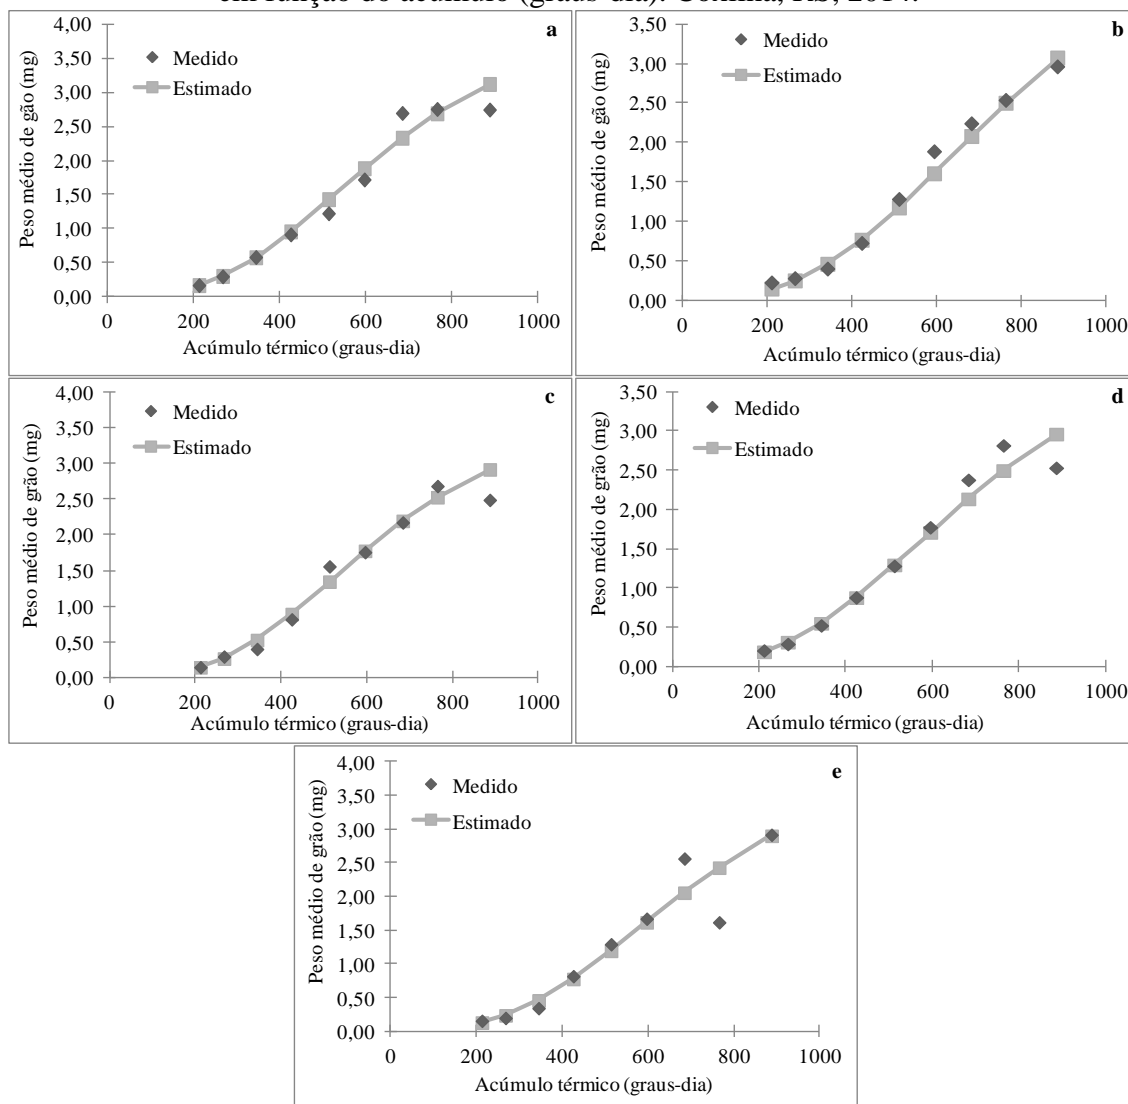 em função do acúmulo (graus-dia). Coxilha, RS, 2014.
a
Medido
Estimado
Peso médio de gão (mg)
4,00
3,50
3,00
2,50
2,00
1,50
1,00
0,50
0,00
0 200 400 600 800 1000
Acúmulo térmico (graus-dia)
b
Medido
Estimado
Peso médio de gão (mg)
3,50
3,00
2,50
2,00
1,50
1,00
0,50
0,00
0 200 400 600 800 1000
Acúmulo térmico (graus-dia)
c
Medido
Estimado
Peso médio de grão (mg)
4,00
3,50
3,00
2,50
2,00
1,50
1,00
0,50
0,00
0 200 400 600 800 1000
Acúmulo térmico (graus-dia)
d
Medido
Estimado
Peso médio de grão (mg)
3,50
3,00
2,50
2,00
1,50
1,00
0,50
0,00
0 200 400 600 800 1000
Acúmulo térmico (graus-dia)
e
Medido
Estimado
Peso médio de grão (mg)
4,00
3,50
3,00
2,50
2,00
1,50
1,00
0,50
0,00
0 200 400 600 800 1000
Acúmulo térmico (graus-dia)